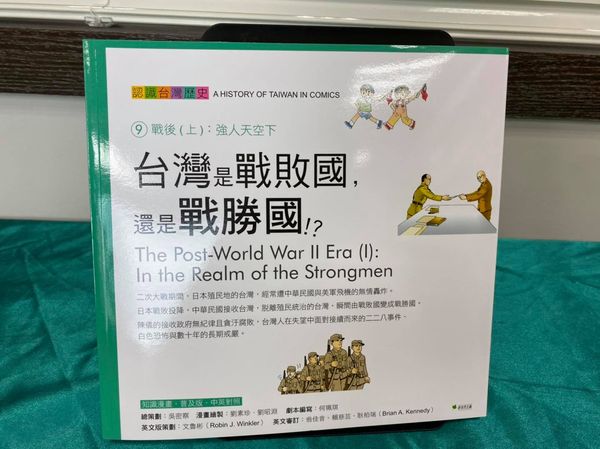 認識台灣歷史 A HISTORY OF TAIWAN IN COMICS
⑨ 戰後(上)：強人天空下
台灣是戰敗國，
還是戰勝國!?
The Post-World War II Era (I):
In the Realm of the Strongmen
二次大戰期間，日本殖民地的台灣，經常遭中華民國與美軍飛機的無情轟炸。
日本戰敗投降，中華民國接收台灣，脫離殖民統治的台灣，瞬間由戰敗國變成戰勝國。
陳儀的接收政府無紀律且貪汙腐敗，台灣人在失望中面對接續而來的二二八事件、
白色恐怖與數十年的長期戒嚴。
知識漫畫・普及版・中英對照
總策劃：吳密察 漫畫繪製：劉素珍、劉昭淵 劇本編寫：何珮琪
英文版策劃：文魯彬（Robin J. Winkler） 英文審訂：翁佳音、賴慈芸、耿柏瑞（Brian A. Kennedy）